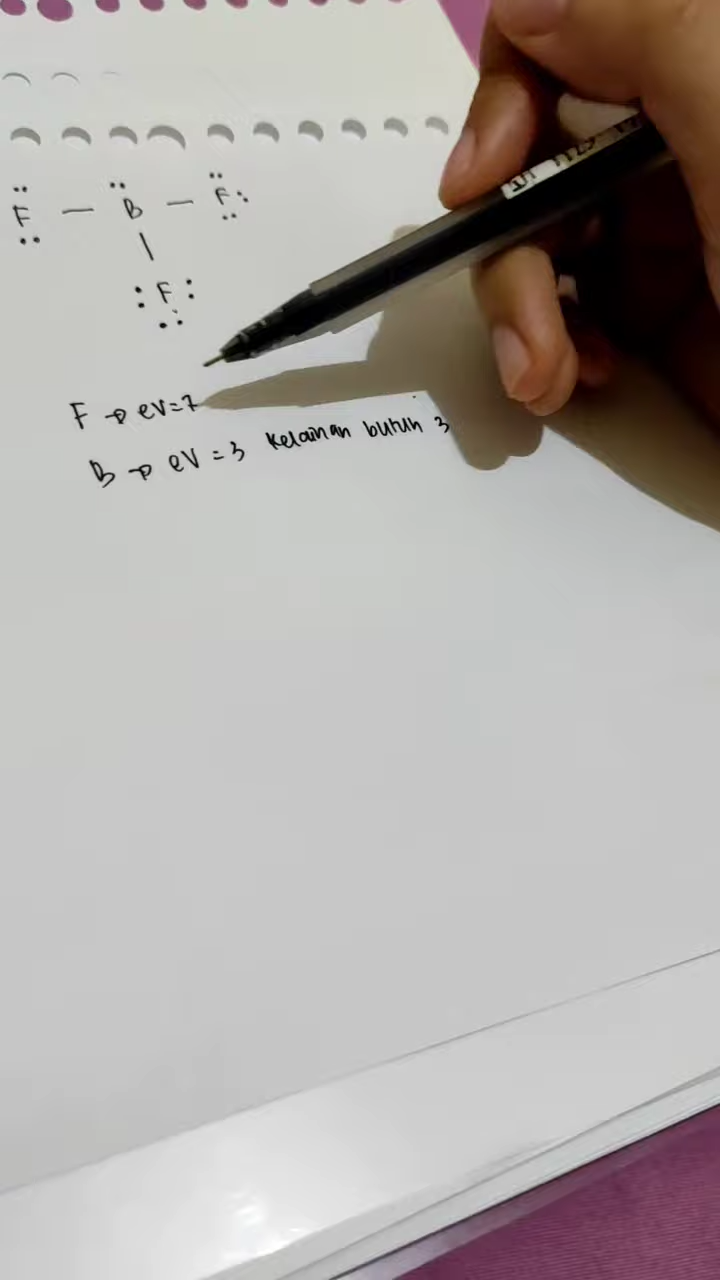 F — B — F
|
F
F → eV = 7
B → eV = 3 Kelainan butuh 3